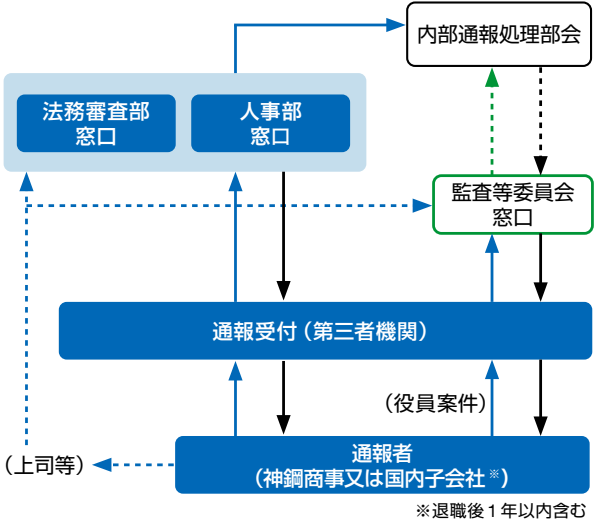 内部通報処理部会
法務審査部
窓口
人事部
窓口
監査等委員会
窓口
通報受付（第三者機関）
（役員案件）
通報者
（神鋼商事又は国内子会社※）
（上司等）
※退職後１年以内含む